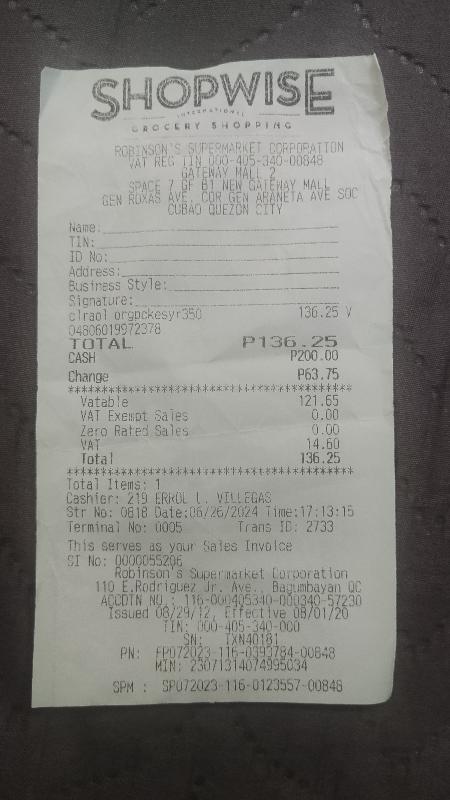 SHOPWISE
INTERNATIONAL
GROCERY SHOPPING
ROBINSON'S SUPERMARKET CORPORATION
VAT REG TIN 000-405-340-00848
GATEWAY MALL 2
SPACE 7 GF B1 NEW GATEWAY MALL
GEN ROXAS AVE. COR GEN ARANETA AVE SOC
CUBAO QUEZON CITY
Name:
TIN:
ID No:
Address:
Business Style:
Signature:
clraol orgpckesyr350 136.25 V
04806019972378
TOTAL P136.25
CASH P200.00
Change P63.75
****************************************
Vatable 121.65
VAT Exempt Sales 0.00
Zero Rated Sales 0.00
VAT 14.60
Total 136.25
****************************************
Total Items: 1
Cashier: 219 ERROL L. VILLEGAS
Str No: 0818 Date:06/26/2024 Time:17:13:15
Terminal No: 0005 Trans ID: 2733
This serves as your Sales Invoice
SI No: 0000055206
Robinson's Supermarket Corporation
110 E.Rodriguez Jr. Ave., Bagumbayan QC
ACCDTN NO.: 116-000405340-000340-57230
Issued 08/29/12, Effective 08/01/20
TIN: 000-405-340-000
SN: TXN40181
PN: FP072023-116-0393784-00848
MIN: 23071314074995034
SPM : SP072023-116-0123557-00848